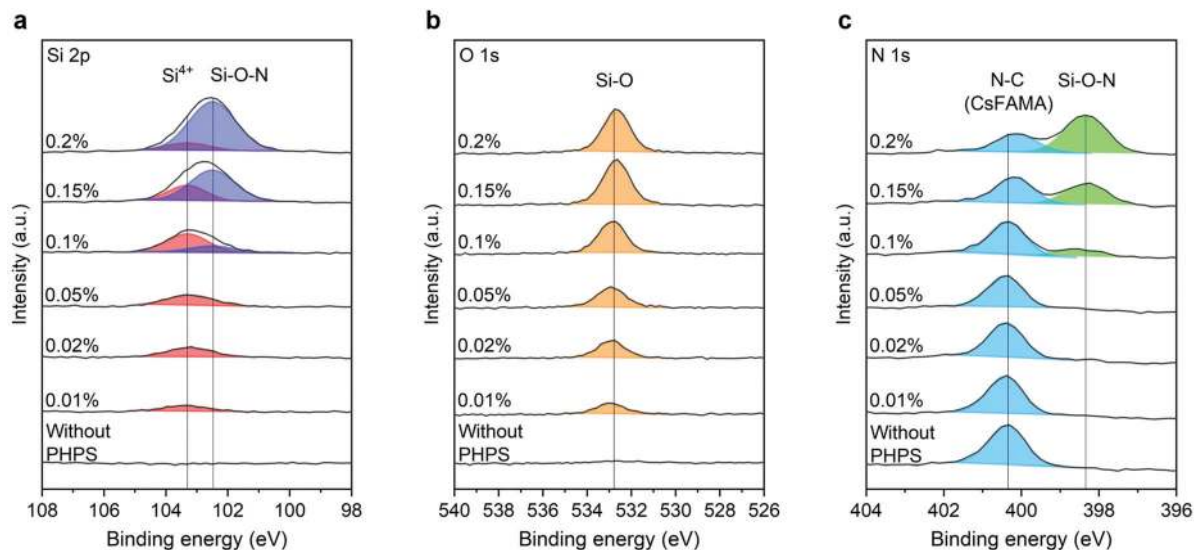 a
Si 2p
Si⁴⁺ Si-O-N
0.2%
0.15%
0.1%
0.05%
0.02%
0.01%
Without
PHPS
Intensity (a.u.)
108 106 104 102 100 98
Binding energy (eV)
b
O 1s
Si-O
0.2%
0.15%
0.1%
0.05%
0.02%
0.01%
Without
PHPS
Intensity (a.u.)
540 538 536 534 532 530 528 526
Binding energy (eV)
c
N 1s
N-C Si-O-N
(CsFAMA)
0.2%
0.15%
0.1%
0.05%
0.02%
0.01%
Without
PHPS
Intensity (a.u.)
404 402 400 398 396
Binding energy (eV)